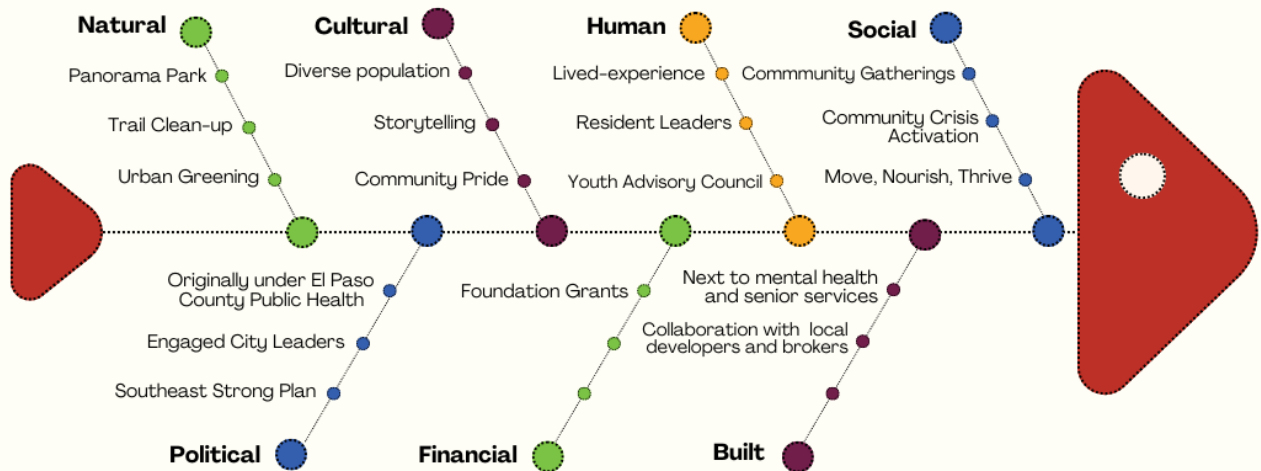 Natural
Panorama Park
Trail Clean-up
Urban Greening
Cultural
Diverse population
Storytelling
Community Pride
Human
Lived-experience
Resident Leaders
Youth Advisory Council
Social
Commmunity Gatherings
Community Crisis
Activation
Move, Nourish, Thrive
Originally under El Paso
County Public Health
Engaged City Leaders
Southeast Strong Plan
Political
Foundation Grants
Financial
Next to mental health
and senior services
Collaboration with local
developers and brokers
Built